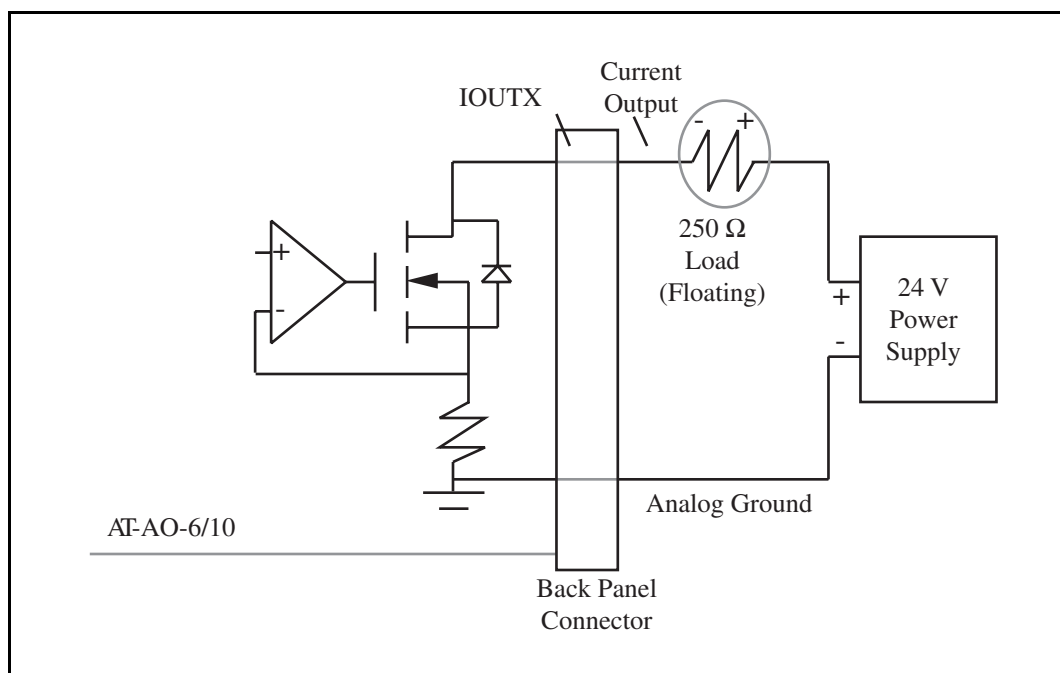 IOUTX
Current
Output
- +
250 Ω
Load
(Floating)
+
-
+
-
24 V
Power
Supply
Analog Ground
AT-AO-6/10
Back Panel
Connector